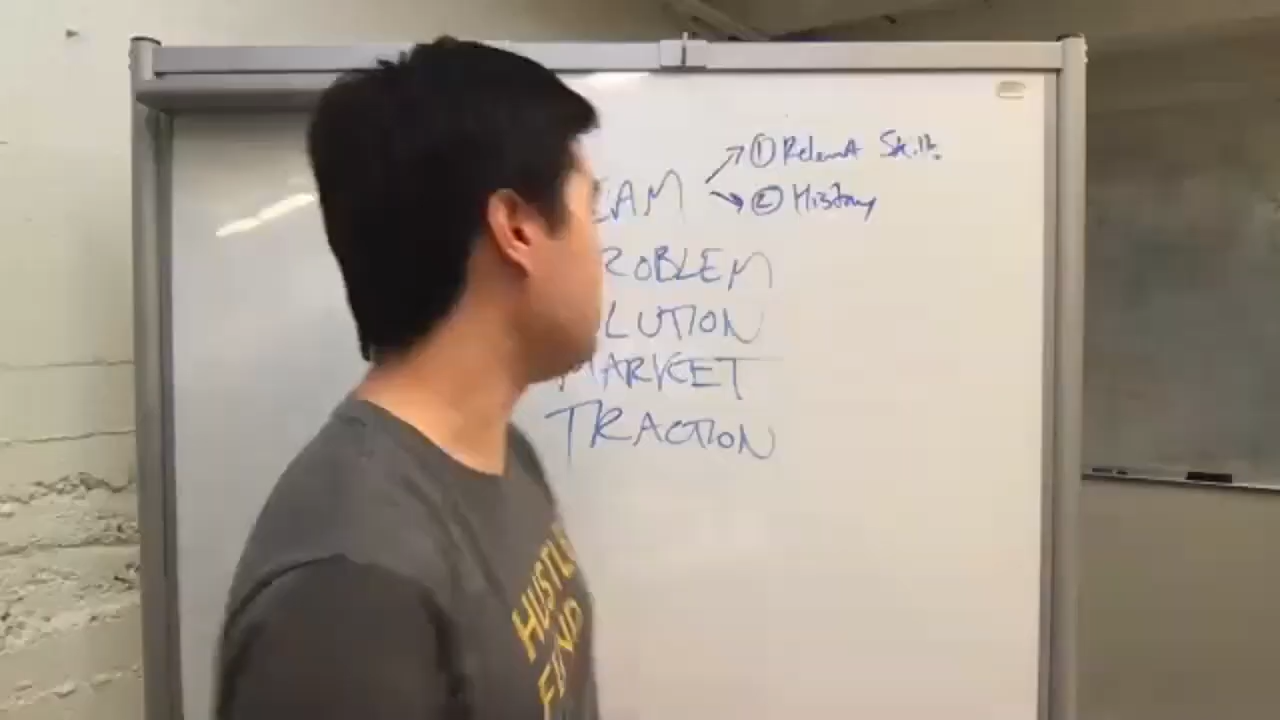 ① Relevant Skills
EAM
② History
ROBLEM
LUTION
MARKET
TRACTION
HUSTLE
FUND